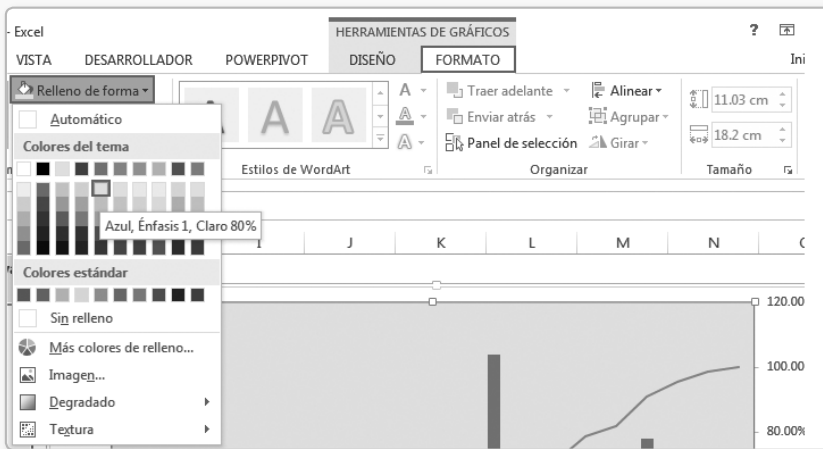 - Excel
HERRAMIENTAS DE GRÁFICOS
?
VISTA DESARROLLADOR POWERPIVOT DISEÑO FORMATO Ini
Relleno de forma
A A A
A
A
A
Traer adelante
Enviar atrás
Panel de selección
Alinear
Agrupar
Girar
11.03 cm
18.2 cm
Automático
Colores del tema
Estilos de WordArt Organizar Tamaño
Azul, Énfasis 1, Claro 80%
I J K L M N
Colores estándar
Sin relleno
Más colores de relleno...
Imagen...
Degradado
Textura
120.00
100.00
80.00%